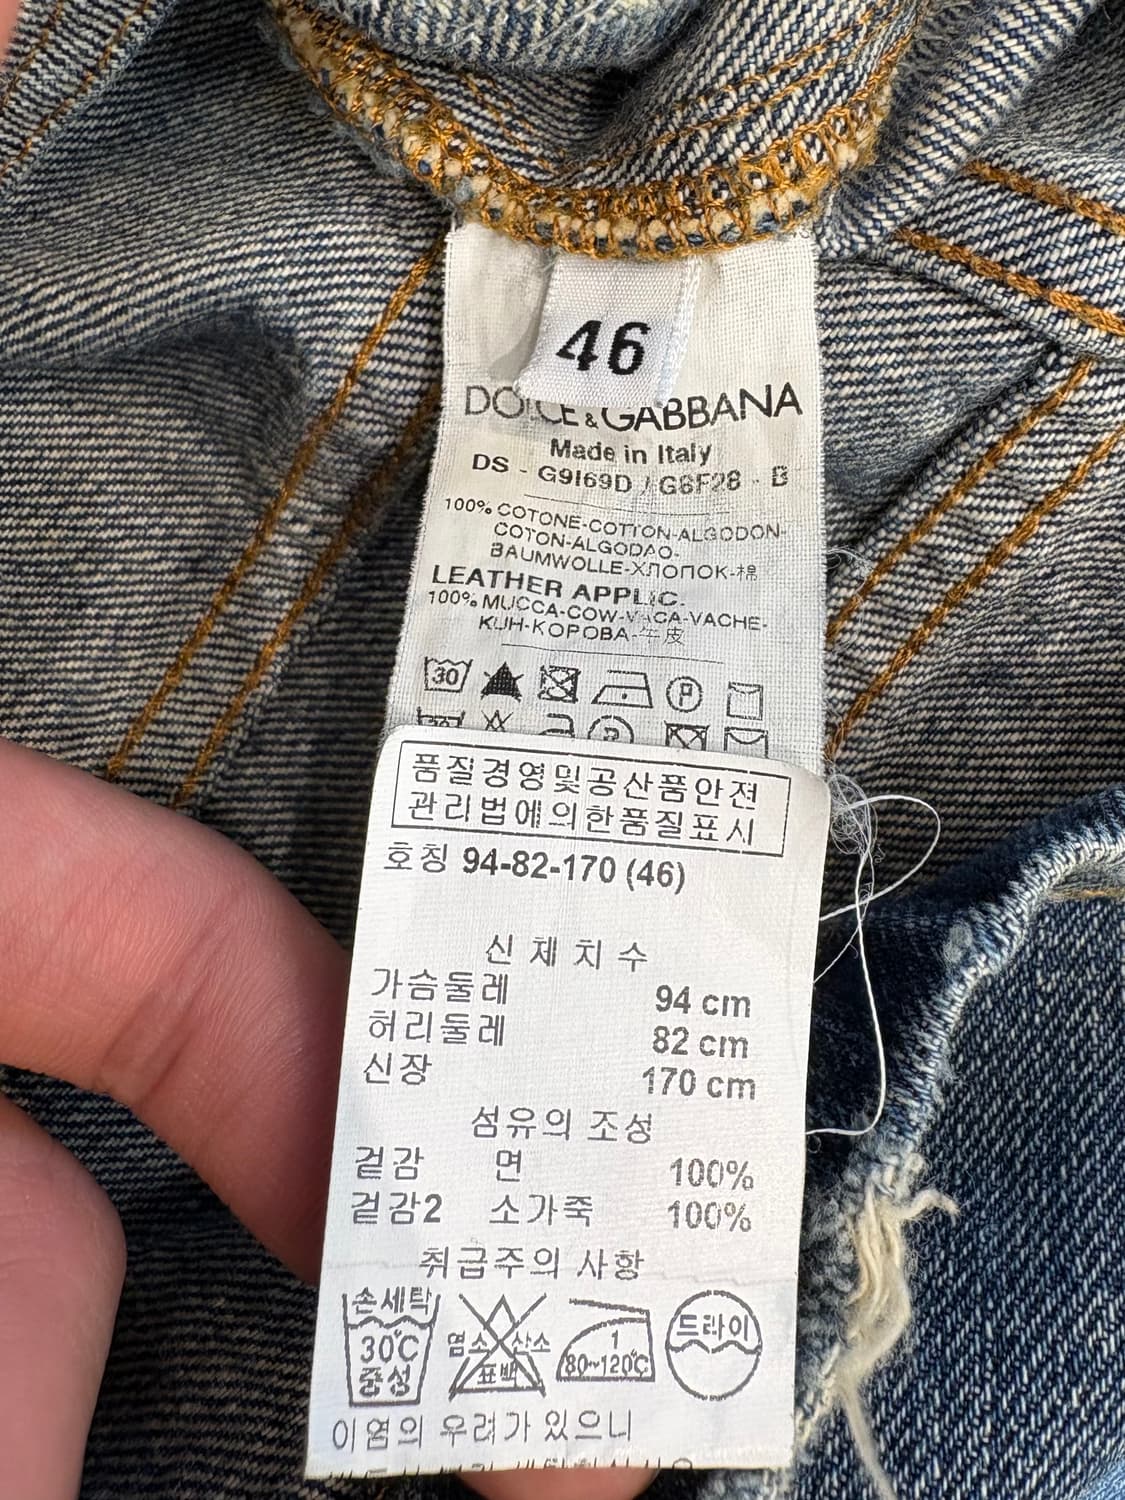 46
DOLCE & GABBANA
Made in Italy
DS - G9I69D / G8F28 - B
100% COTONE-COTTON-ALGODON-
COTON-ALGODAO-
BAUMWOLLE-ХЛОПОК-棉
LEATHER APPLIC.
100% MUCCA-COW-VACA-VACHE-
KUH-KOPOBA-牛皮
30
P
품질경영및공산품안전
관리법에의한품질표시
호칭 94-82-170 (46)
신체치수
가슴둘레 94 cm
허리둘레 82 cm
신장 170 cm
섬유의 조성
겉감 면 100%
겉감2 소가죽 100%
취급주의 사항
손세탁 30℃ 중성
염소 산소 표백
1 80~120℃
드라이
이염의 우려가 있으니